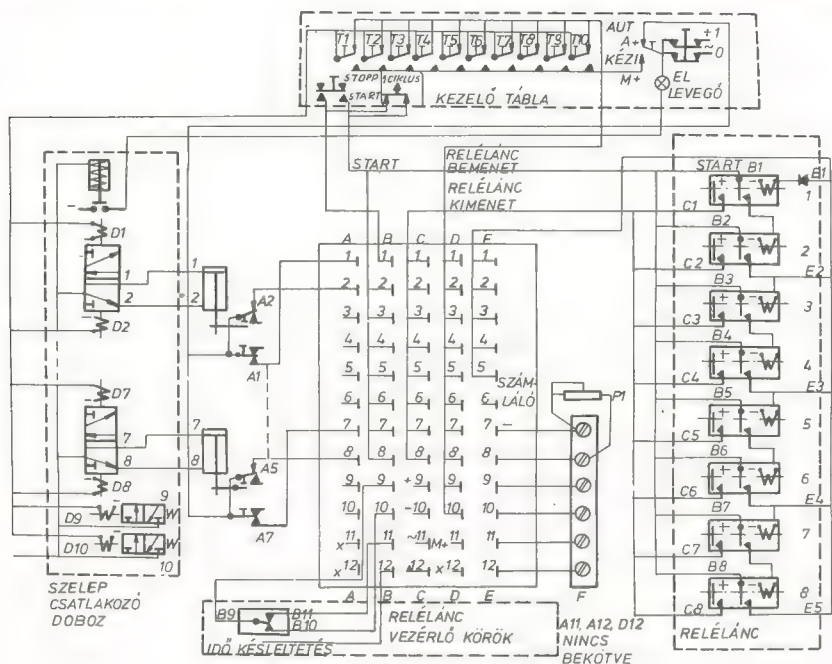 T1 T2 T3 T4 T5 T6 T7 T8 T9 T10
AUT
A+
KÉZI
M+
+1
~0
EL
LEVEGŐ
STOPP
1CIKLUS
START
KEZELŐ TÁBLA
START
RELÉLÁNC
BEMENET
RELÉLÁNC
KIMENET
D1
1
2
D2
D7
7
8
D8
D9
9
D10
10
SZELEP
CSATLAKOZÓ
DOBOZ
1
2
7
8
A2
A1
A5
A7
A B C D E
1 1 1 1 1
2 2 2 2 2
3 3 3 3 3
4 4 4 4 4
5 5 5 5 5
6 6 6 6 6
7 7 7 7 7
8 8 8 8 8
9 9 +9 9 9
10 10 -10 10 10
x11 11 ~11 M+ 11 11
x12 12 12 x12 12
A B C D E
SZÁM-
LÁLÓ
P1
F
B9
B11
B10
IDŐ KÉSLELTETÉS
RELÉLÁNC
VEZÉRLŐ KÖRÖK
A11, A12, D12
NINCS
BEKÖTVE
START
B1
B1
C1
1
B2
C2
2
E2
B3
C3
3
B4
C4
4
E3
B5
C5
5
B6
C6
6
E4
B7
C7
7
B8
C8
8
E5
RELÉLÁNC